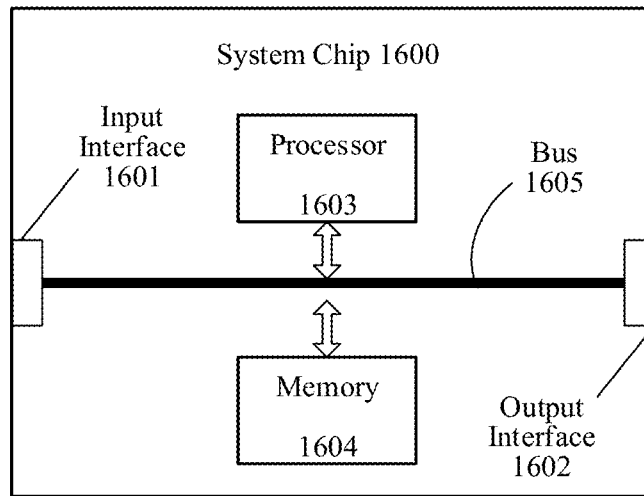 System Chip 1600
Input
Interface
1601
Processor
1603
Bus
1605
Memory
1604
Output
Interface
1602